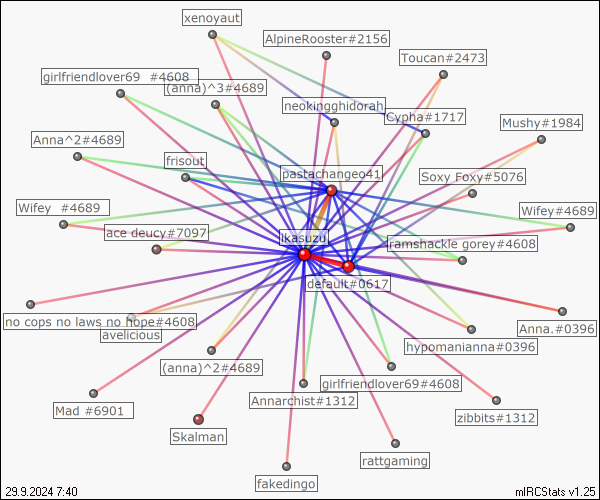 xenoyaut
AlpineRooster#2156
Toucan#2473
girlfriendlover69_#4608
(anna)^3#4689
neokingghidorah
Cypha#1717
Mushy#1984
Anna^2#4689
frisout
pastachangeo41
Soxy Foxy#5076
Wifey_#4689
ace deucy#7097
Wifey#4689
ikasuzu
ramshackle gorey#4608
default#0617
no cops no laws no hope#4608
Anna.#0396
avelicious
hypomanianna#0396
(anna)^2#4689
girlfriendlover69#4608
Annarchist#1312
Mad #6901
zibbits#1312
Skalman
rattgaming
fakedingo
29.9.2024 7:40
mIRCStats v1.25